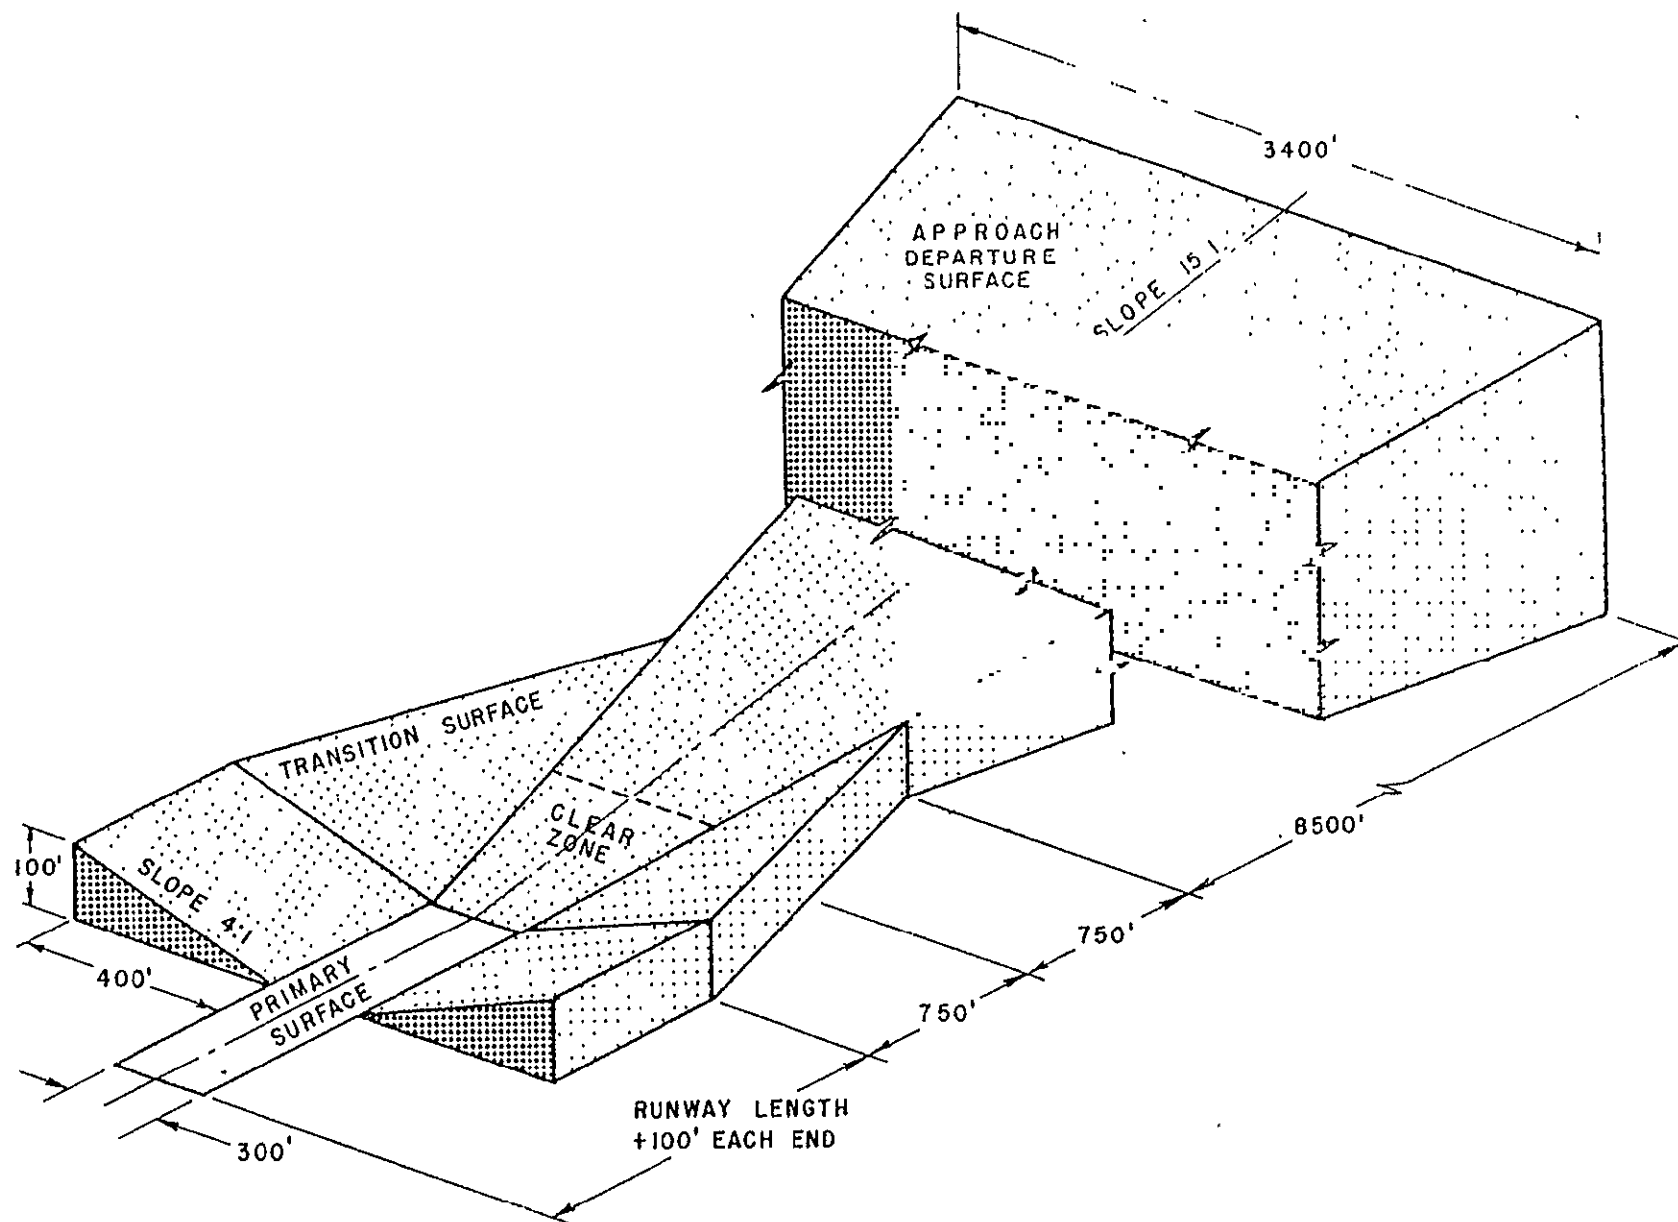 3400'
APPROACH
DEPARTURE
SURFACE
SLOPE 15 1.
TRANSITION SURFACE
CLEAR
ZONE
100'
SLOPE 4:1
8500'
750'
400'
PRIMARY
SURFACE
750'
RUNWAY LENGTH
+100' EACH END
300'